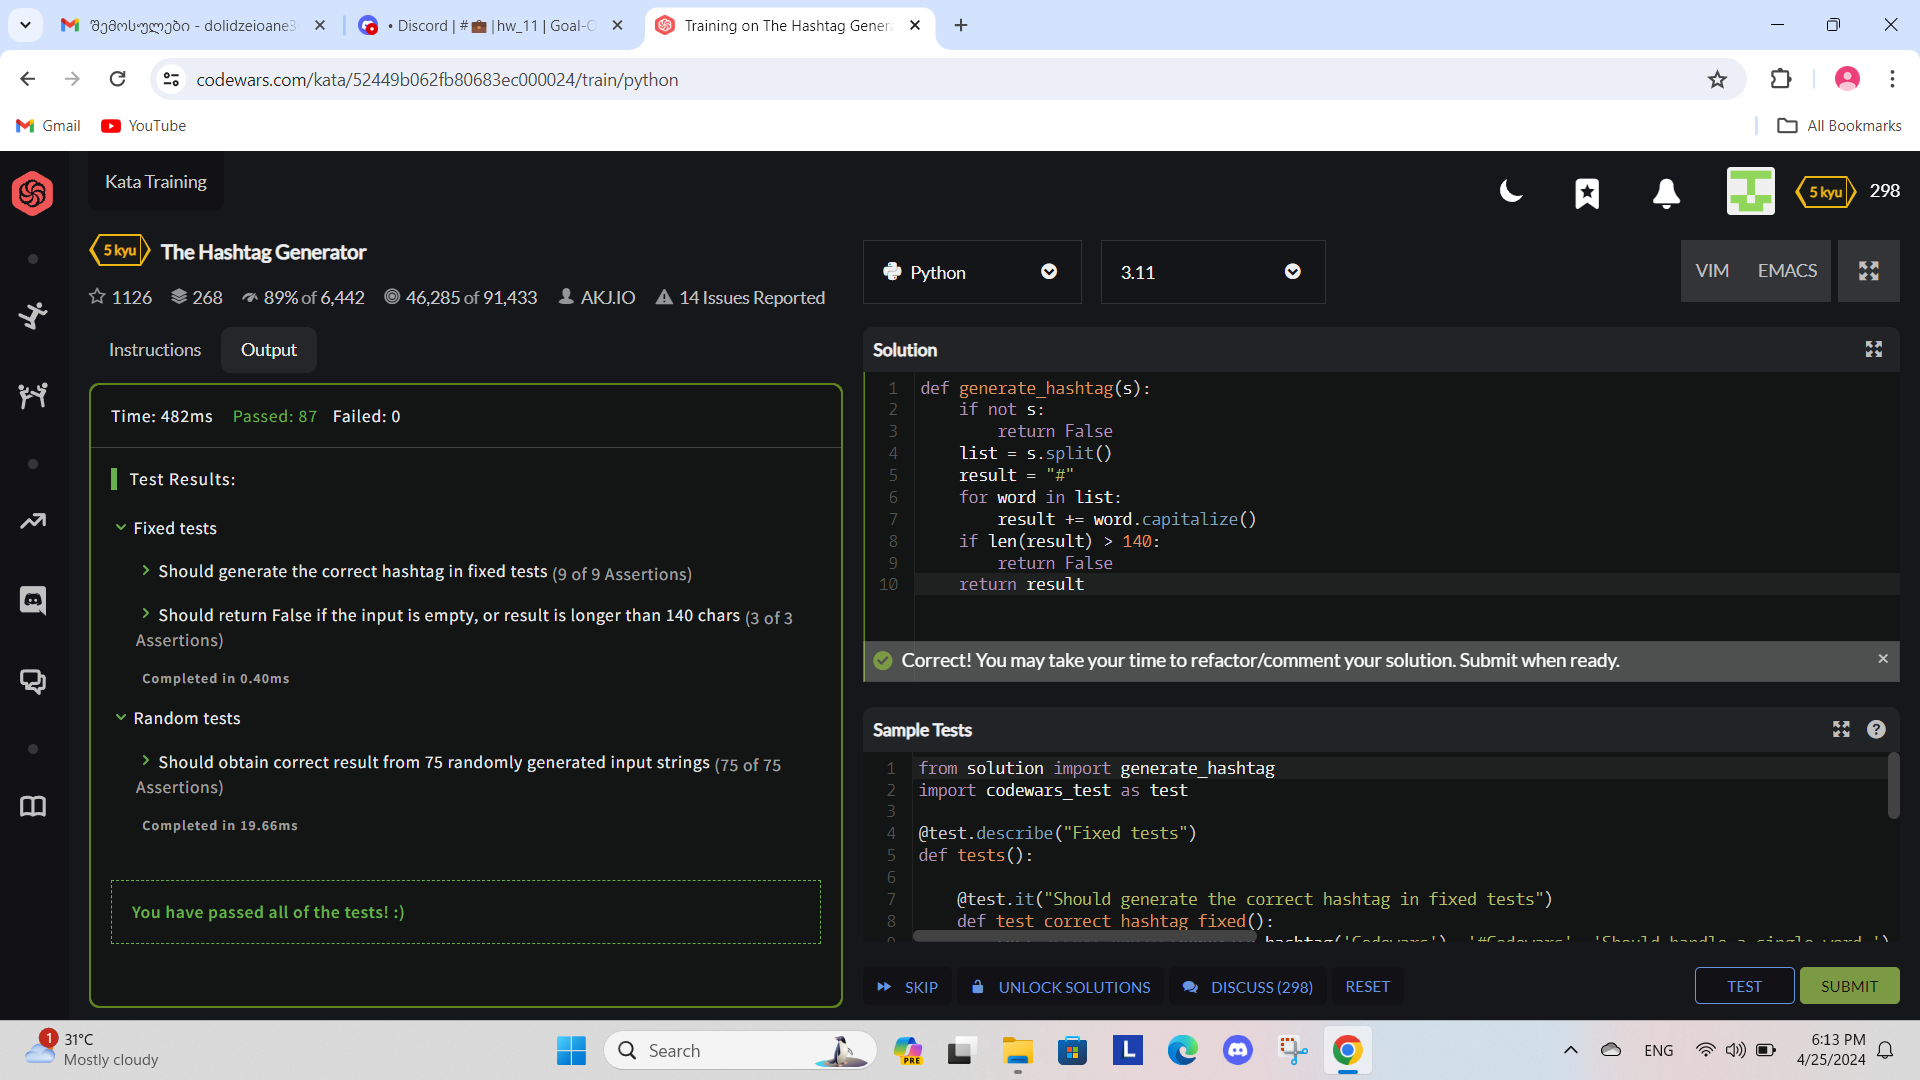 შემოსულები - dolidzeioane3
• Discord | #💼|hw_11 | Goal-O
Training on The Hashtag Genera
codewars.com/kata/52449b062fb80683ec000024/train/python
Gmail
YouTube
All Bookmarks
Kata Training
5 kyu
298
5 kyu
The Hashtag Generator
1126
268
89% of 6,442
46,285 of 91,433
AKJ.IO
14 Issues Reported
Python
3.11
VIM
EMACS
Instructions
Output
Time: 482ms
Passed: 87
Failed: 0
Test Results:
Fixed tests
Should generate the correct hashtag in fixed tests (9 of 9 Assertions)
Should return False if the input is empty, or result is longer than 140 chars (3 of 3
Assertions)
Completed in 0.40ms
Random tests
Should obtain correct result from 75 randomly generated input strings (75 of 75
Assertions)
Completed in 19.66ms
You have passed all of the tests! :)
Solution
1 def generate_hashtag(s):
2     if not s:
3         return False
4     list = s.split()
5     result = "#"
6     for word in list:
7         result += word.capitalize()
8     if len(result) > 140:
9         return False
10     return result
Correct! You may take your time to refactor/comment your solution. Submit when ready.
Sample Tests
1 from solution import generate_hashtag
2 import codewars_test as test
3
4 @test.describe("Fixed tests")
5 def tests():
6
7     @test.it("Should generate the correct hashtag in fixed tests")
8     def test_correct_hashtag_fixed():
hashtag('Codewars'), '#Codewars', 'Should handle a single word.')
SKIP
UNLOCK SOLUTIONS
DISCUSS (298)
RESET
TEST
SUBMIT
1
31°C
Mostly cloudy
Search
PRE
L
ENG
6:13 PM
4/25/2024